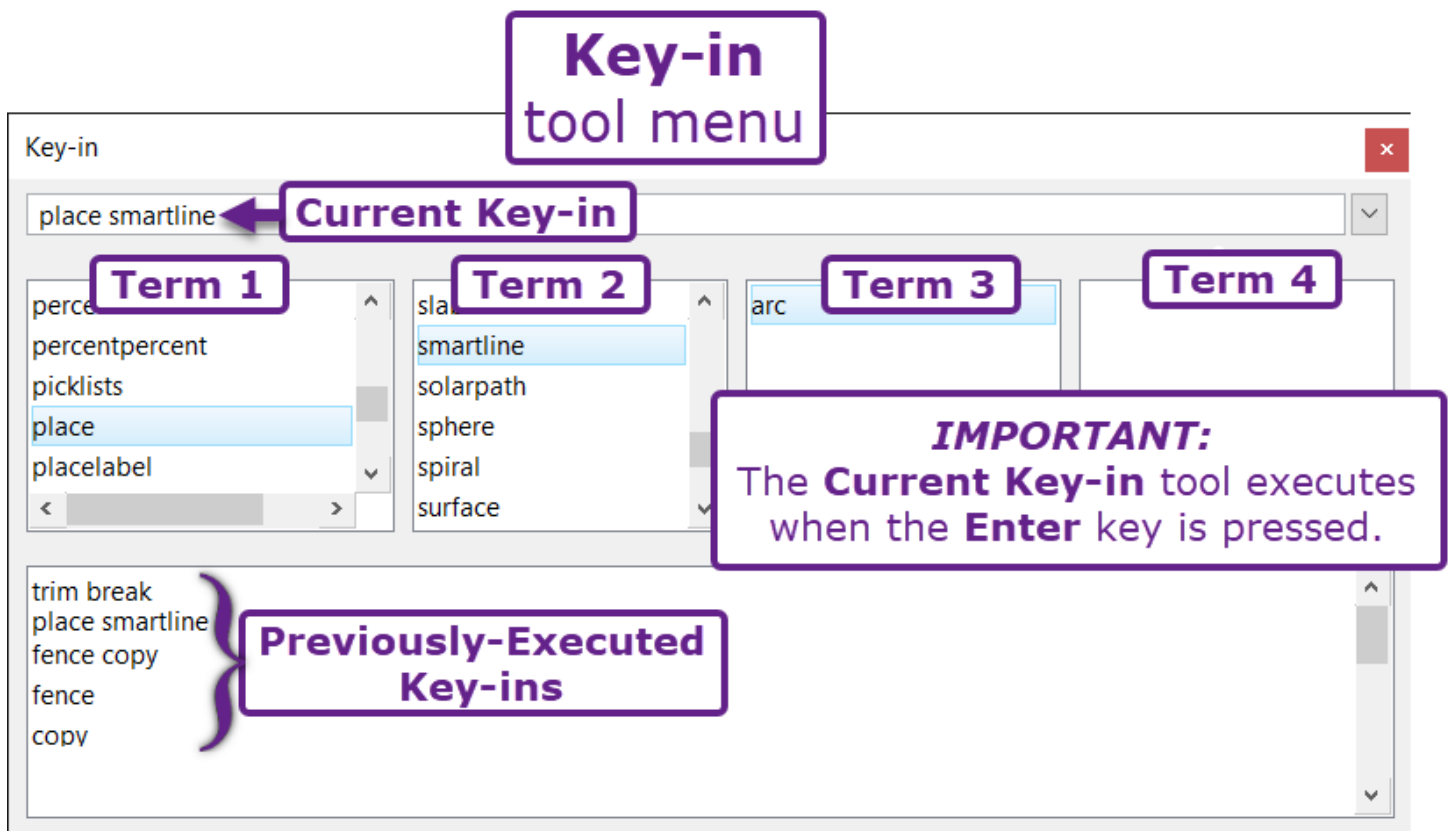 Key-in
tool menu
Key-in
place smartline
Current Key-in
Term 1
Term 2
Term 3
Term 4
percentpercent
picklists
place
placelabel
smartline
solarpath
sphere
spiral
surface
arc
IMPORTANT:
The Current Key-in tool executes
when the Enter key is pressed.
trim break
place smartline
fence copy
fence
copy
Previously-Executed
Key-ins